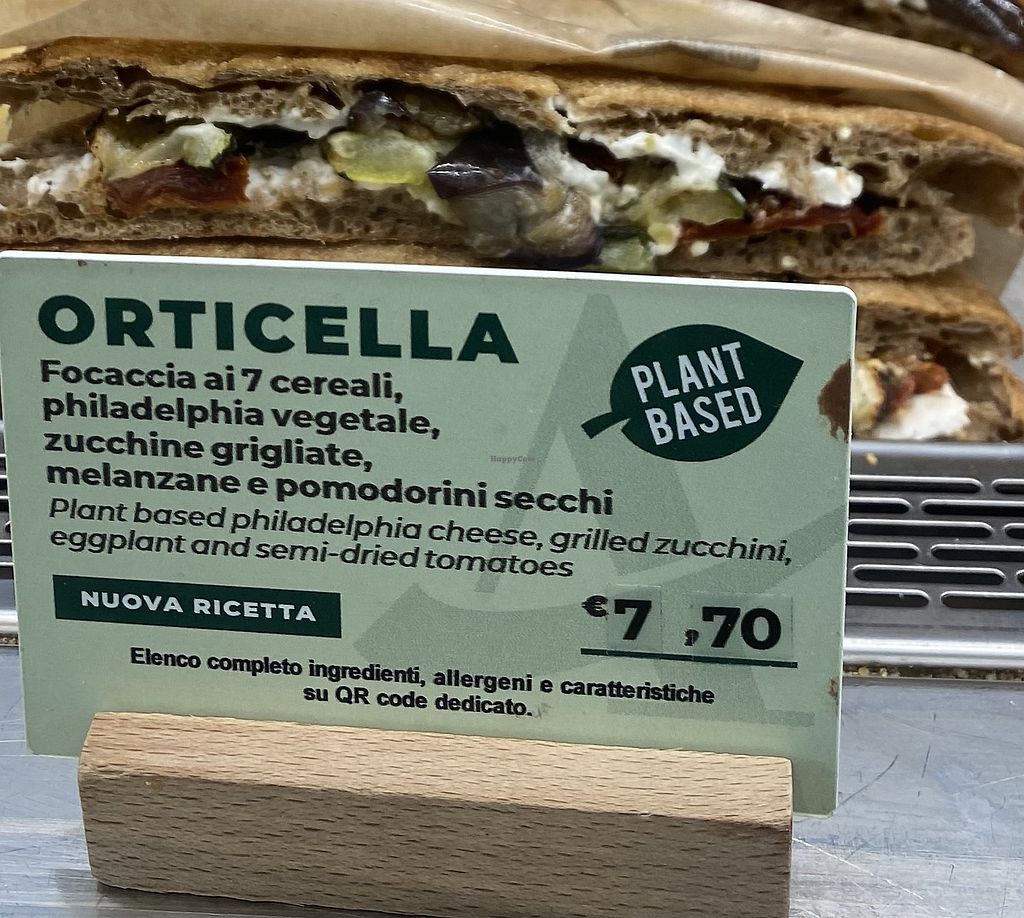 ORTICELLA
PLANT
BASED
Focaccia ai 7 cereali,
philadelphia vegetale,
zucchine grigliate,
melanzane e pomodorini secchi
Plant based philadelphia cheese, grilled zucchini,
eggplant and semi-dried tomatoes
NUOVA RICETTA
€7,70
Elenco completo ingredienti, allergeni e caratteristiche
su QR code dedicato.
HappyCow